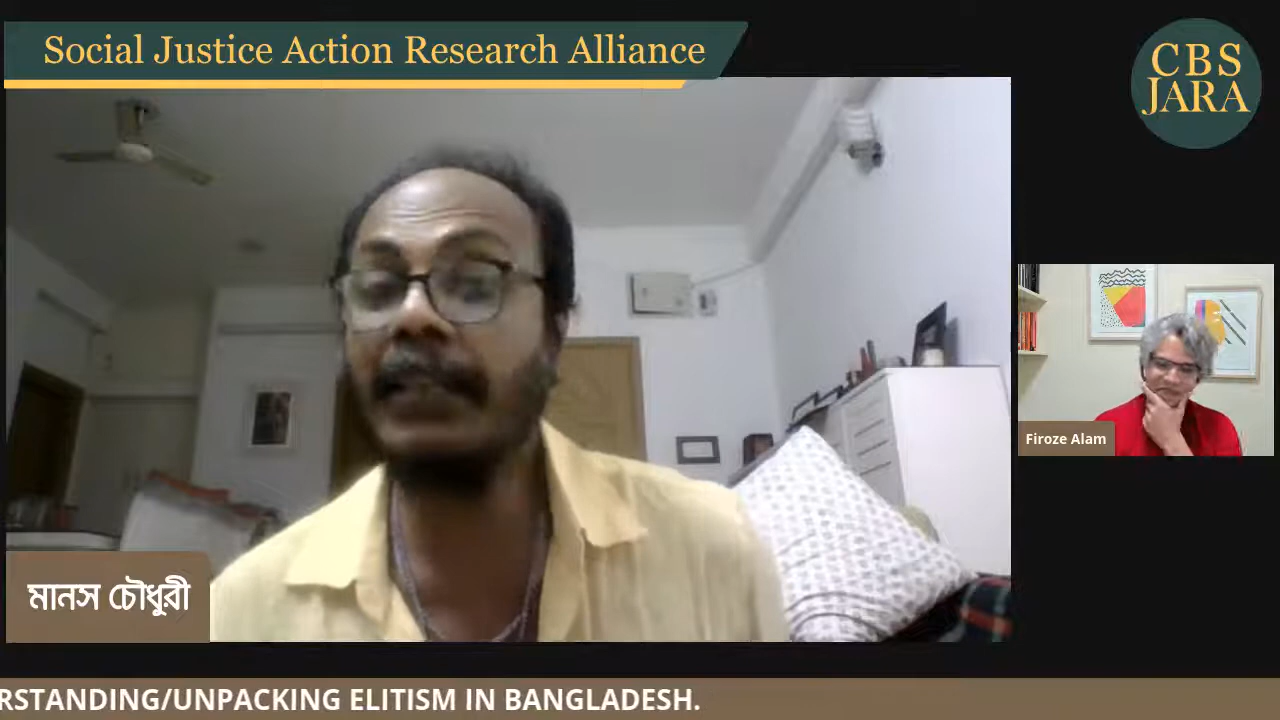 Social Justice Action Research Alliance
CBS
JARA
Firoze Alam
মানস চৌধুরী
RSTANDING/UNPACKING ELITISM IN BANGLADESH.